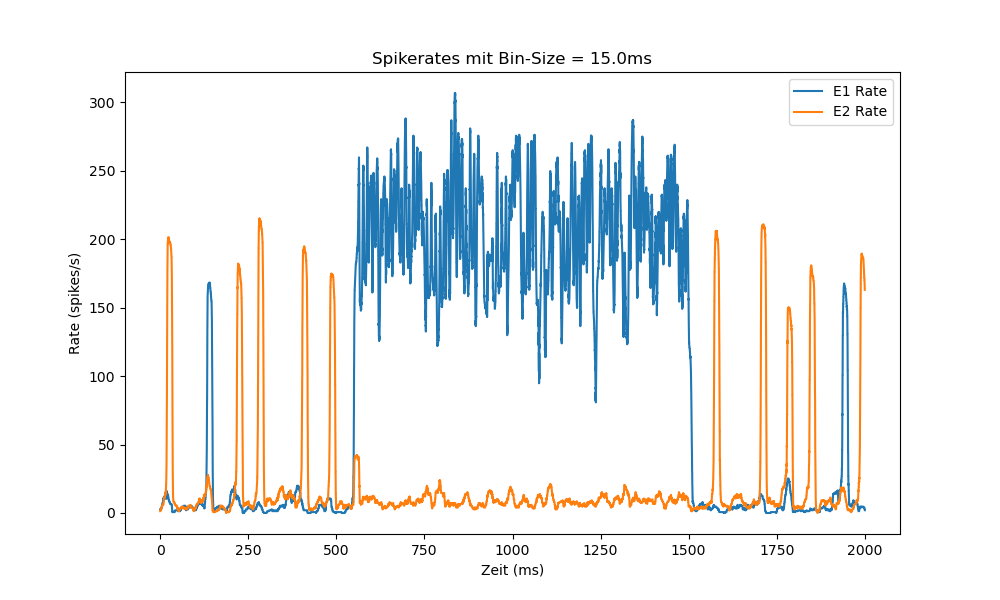 Spikerates mit Bin-Size = 15.0ms
E1 Rate
E2 Rate
Rate (spikes/s)
300
250
200
150
100
50
0
0 250 500 750 1000 1250 1500 1750 2000
Zeit (ms)